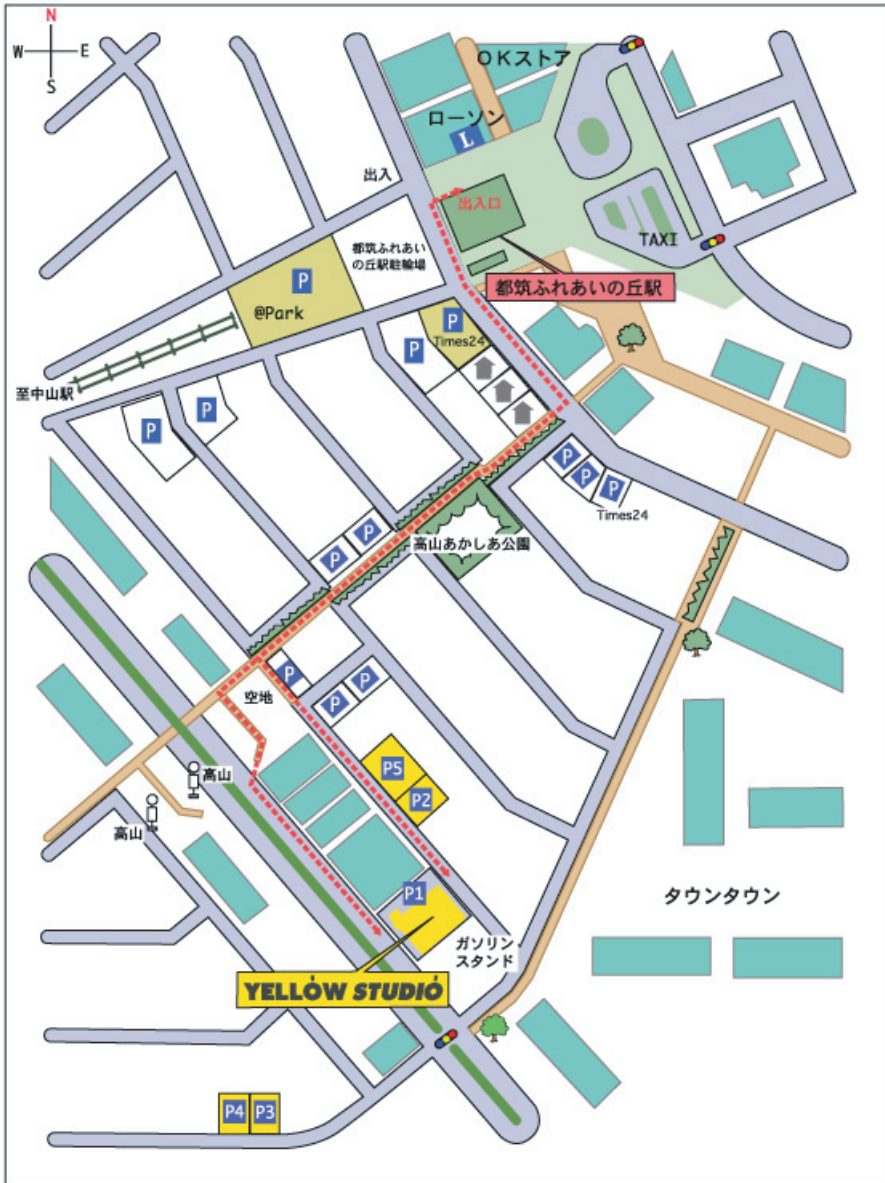 N
W
E
S
OKストア
ローソン
L
出入
出入口
TAXI
都筑ふれあい
の丘駅駐輪場
都筑ふれあいの丘駅
P
@Park
P
Times24
P
至中山駅
P
P
P
P
P
Times24
高山あかしあ公園
P
P
P
空地
P
P
高山
高山
P5
P2
P1
タウンタウン
ガソリン
スタンド
YELLOW STUDIO
P4
P3